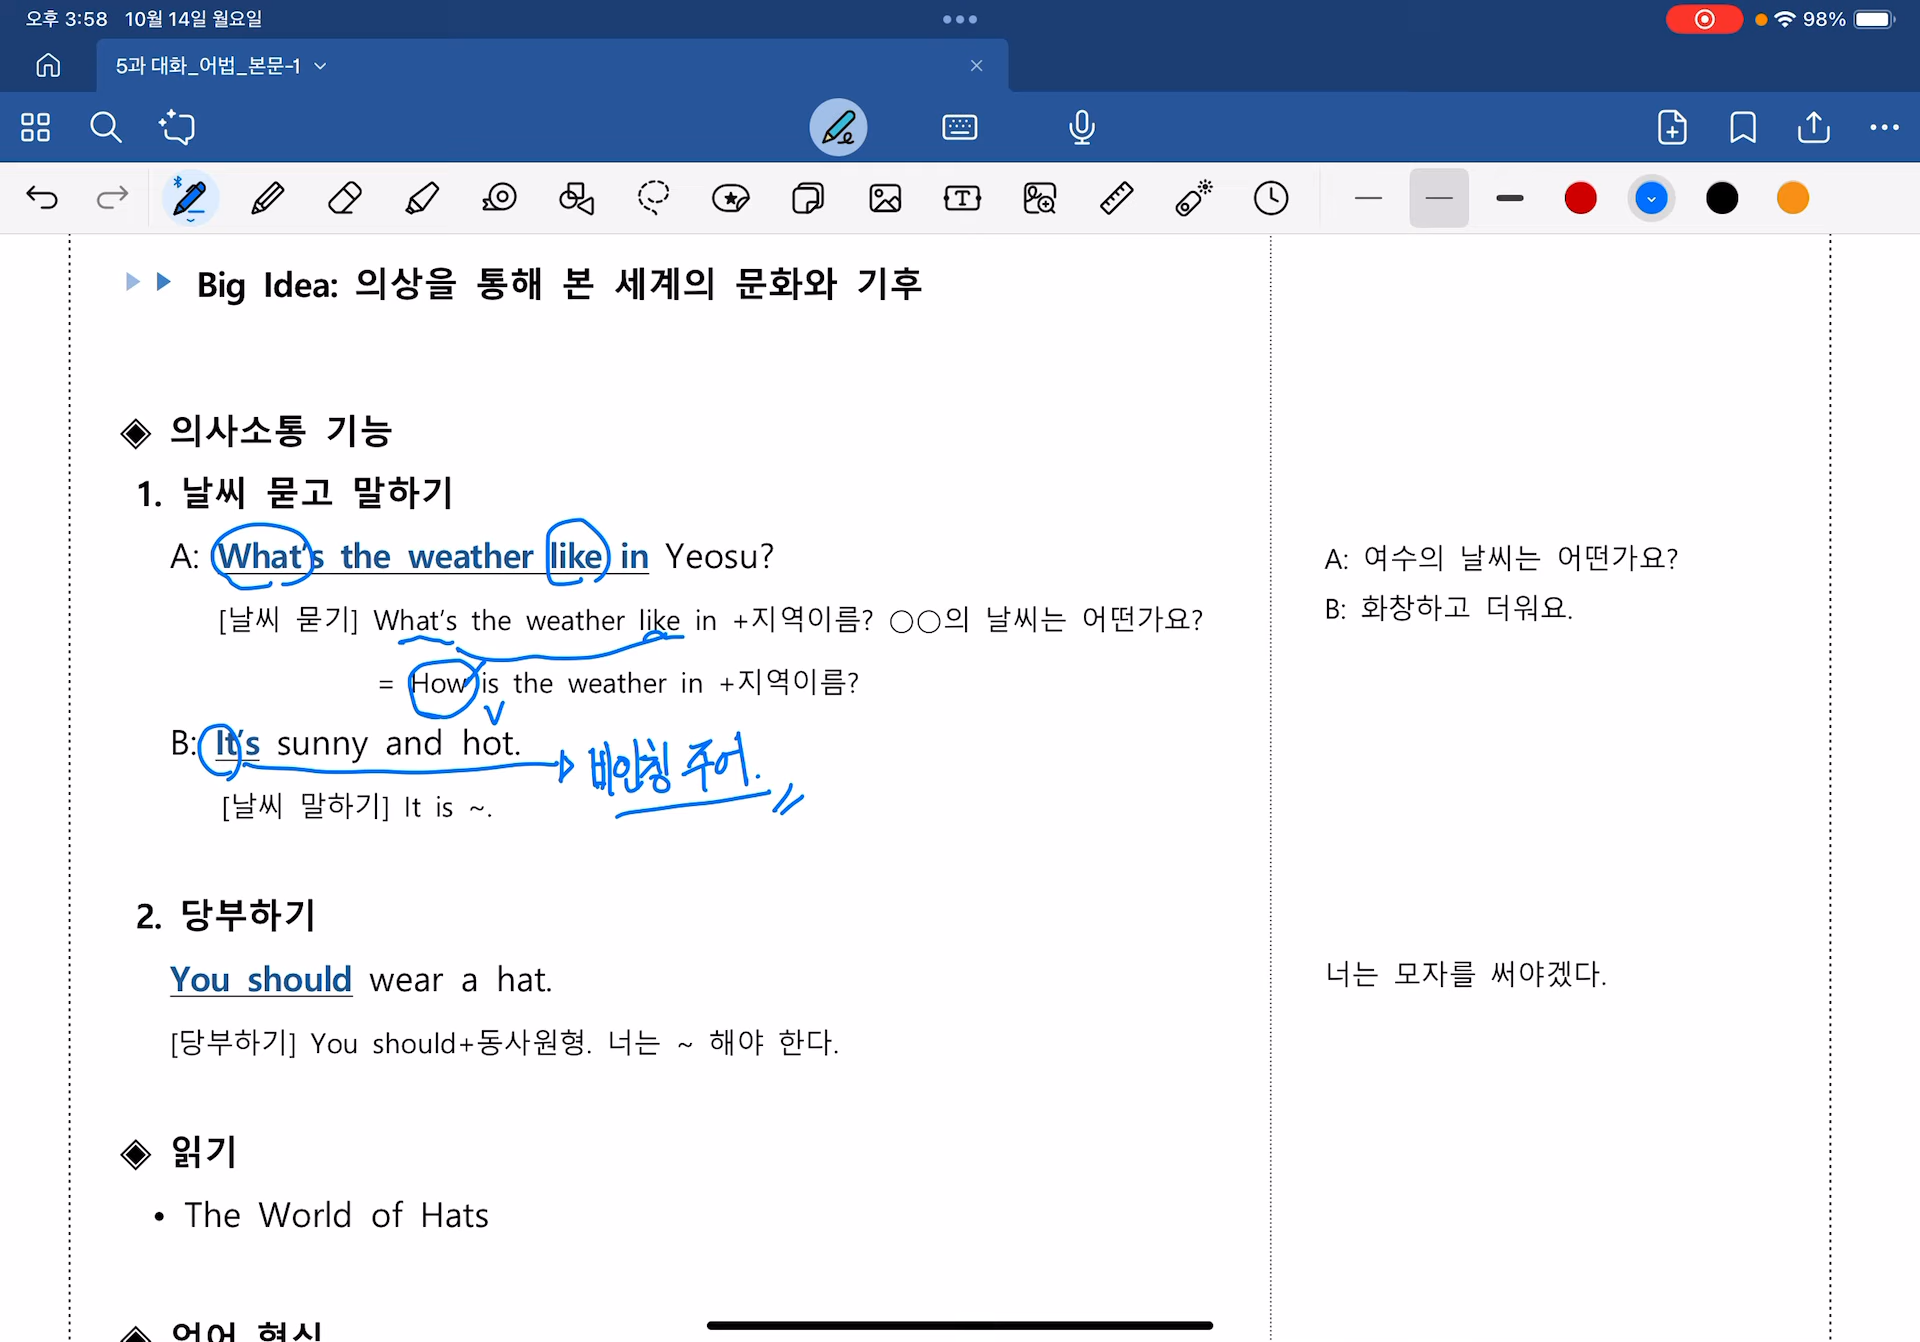 오후 3:58 10월 14일 월요일
98%
5과 대화_어법_본문-1
Big Idea: 의상을 통해 본 세계의 문화와 기후
◈ 의사소통 기능
1. 날씨 묻고 말하기
A: What's the weather like in Yeosu?
A: 여수의 날씨는 어떤가요?
[날씨 묻기] What's the weather like in +지역이름? ○○의 날씨는 어떤가요?
B: 화창하고 더워요.
= How is the weather in +지역이름?
B: It's sunny and hot.
비인칭 주어.
[날씨 말하기] It is ~.
2. 당부하기
You should wear a hat.
너는 모자를 써야겠다.
[당부하기] You should+동사원형. 너는 ~ 해야 한다.
◈ 읽기
• The World of Hats
◈ 언어 형식